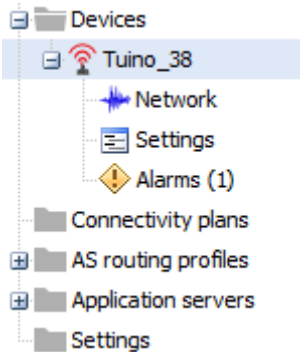 Devices
Tuino_38
Network
Settings
Alarms (1)
Connectivity plans
AS routing profiles
Application servers
Settings